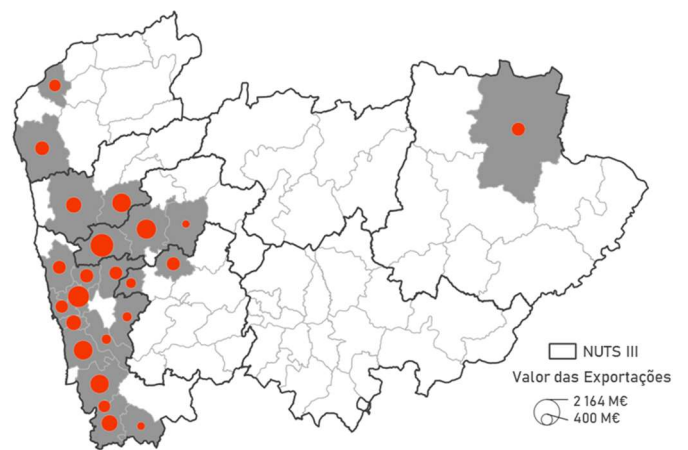 NUTS III
Valor das Exportações
2 164 M€
400 M€